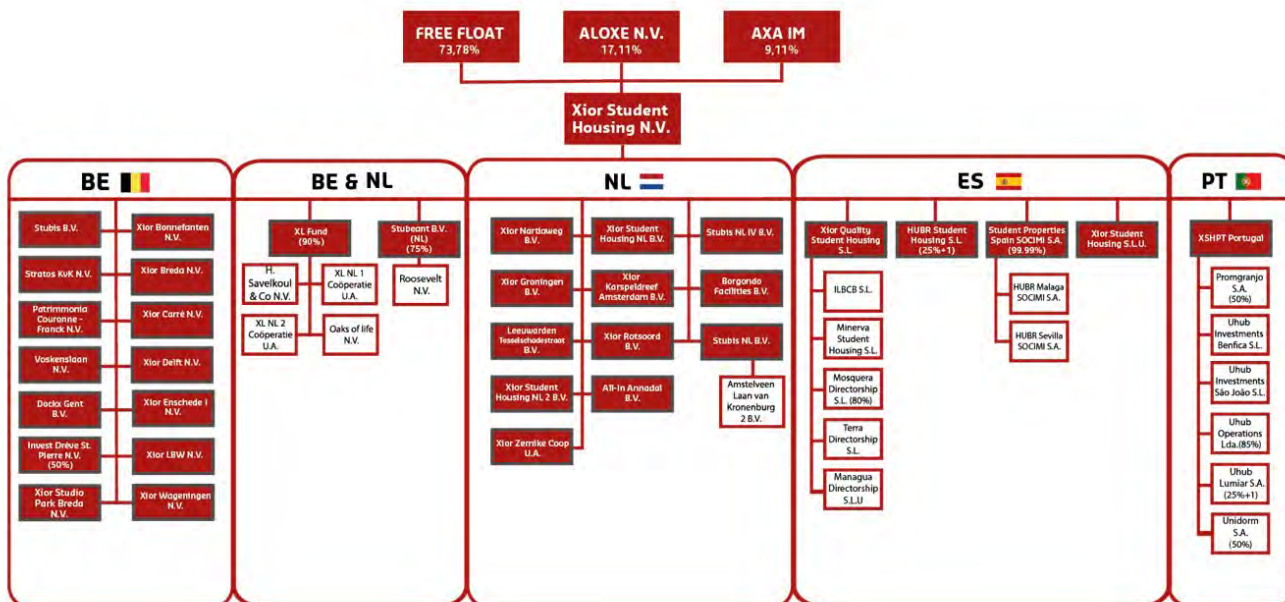 FREE FLOAT
73,78%
ALOXE N.V.
17,11%
AXA IM
9,11%
Xior Student
Housing N.V.
BE
Stubis B.V.
Xior Bonnefanten
N.V.
Stratos KvK N.V.
Xior Breda N.V.
Patrimmonia
Couronne -
Franck N.V.
Xior Carré N.V.
Voskenslaan
N.V.
Xior Delft N.V.
Dockx Gent
B.V.
Xior Enschede I
N.V.
Invest Drève St.
Pierre N.V.
(50%)
Xior LBW N.V.
Xior Studio
Park Breda
N.V.
Xior Wageningen
N.V.
BE & NL
XL Fund
(90%)
Stubeant B.V.
(NL)
(75%)
H.
Savelkoul
& Co N.V.
XL NL 1
Coöperatie
U.A.
Roosevelt
N.V.
XL NL 2
Coöperatie
U.A.
Oaks of life
N.V.
NL
Xior Naritaweg
B.V.
Xior Student
Housing NL B.V.
Stubis NL IV B.V.
Xior Groningen
B.V.
Xior
Karspeldreef
Amsterdam B.V.
Borgondo
Facilities B.V.
Leeuwarden
Tesselschadestraat
B.V.
Xior Rotsoord
B.V.
Stubis NL B.V.
Xior Student
Housing NL 2 B.V.
All-In Annadal
B.V.
Amstelveen
Laan van
Kronenburg
2 B.V.
Xior Zernike Coop
U.A.
ES
Xior Quality
Student Housing
S.L.
HUBR Student
Housing S.L.
(25%+1)
Student Properties
Spain SOCIMI S.A.
(99.99%)
Xior Student
Housing S.L.U.
ILBCB S.L.
HUBR Malaga
SOCIMI S.A.
Minerva
Student
Housing S.L.
HUBR Sevilla
SOCIMI S.A.
Mosquera
Directorship
S.L. (80%)
Terra
Directorship
S.L.
Managua
Directorship
S.L.U
PT
XSHPT Portugal
Promgranjo
S.A.
(50%)
Uhub
Investments
Benfica S.L.
Uhub
Investments
São João S.L.
Uhub
Operations
Lda.(85%)
Uhub
Lumiar S.A.
(25%+1)
Unidorm
S.A.
(50%)